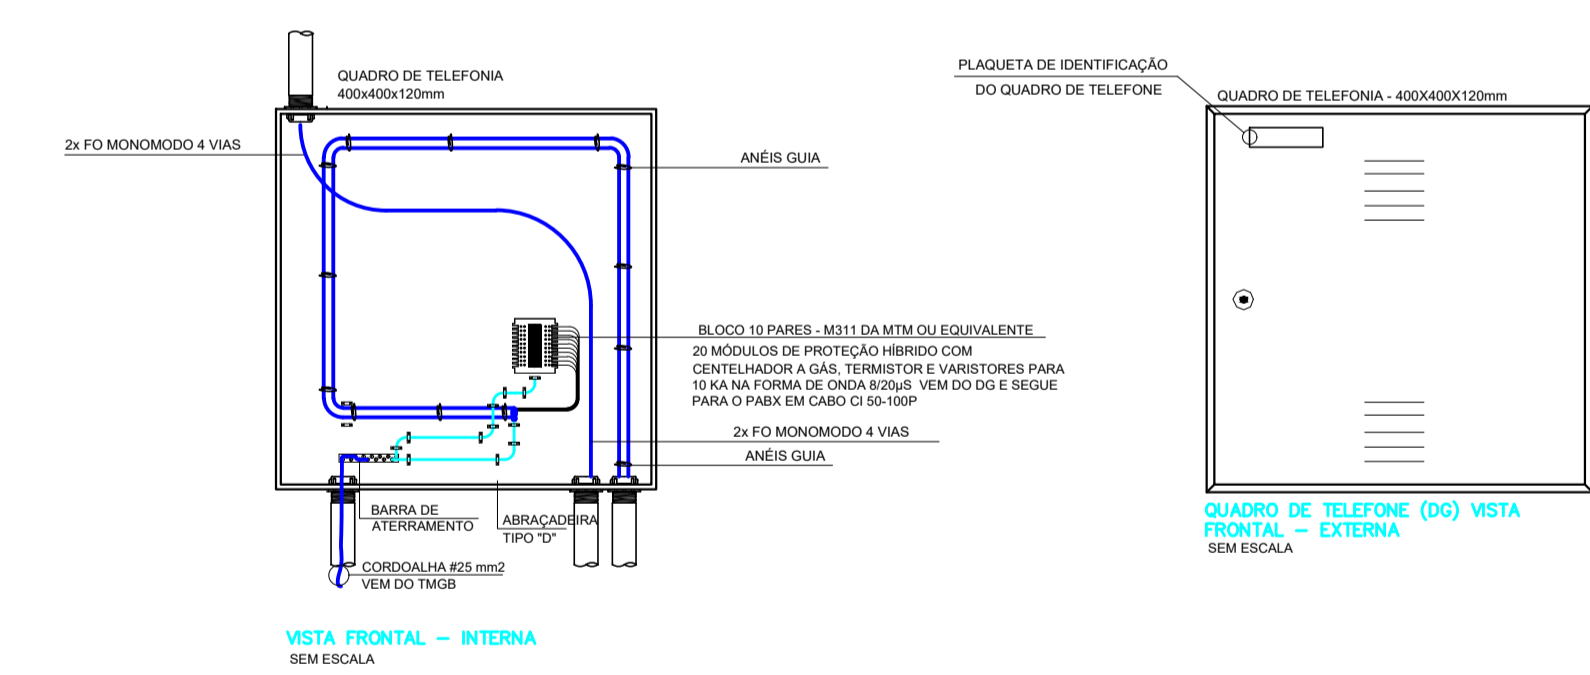 QUADRO DE TELEFONIA
400x400x120mm
2x FO MONOMODO 4 VIAS
ANÉIS GUIA
BLOCO 10 PARES - M311 DA MTM OU EQUIVALENTE
20 MÓDULOS DE PROTEÇÃO HÍBRIDO COM
CENTELHADOR A GÁS, TERMISTOR E VARISTORES PARA
10 KA NA FORMA DE ONDA 8/20µS VEM DO DG E SEGUE
PARA O PABX EM CABO CI 50-100P
2x FO MONOMODO 4 VIAS
ANÉIS GUIA
BARRA DE
ATERRAMENTO
ABRAÇADEIRA
TIPO "D"
CORDOALHA #25 mm2
VEM DO TMGB
VISTA FRONTAL – INTERNA
SEM ESCALA
PLAQUETA DE IDENTIFICAÇÃO
DO QUADRO DE TELEFONE
QUADRO DE TELEFONIA - 400X400X120mm
QUADRO DE TELEFONE (DG) VISTA
FRONTAL – EXTERNA
SEM ESCALA